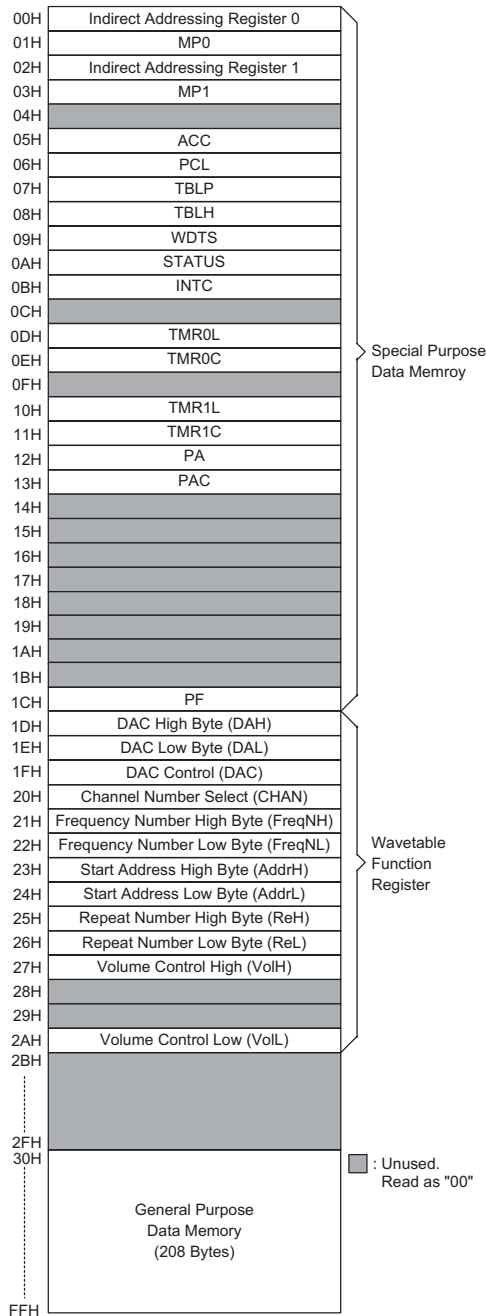 00H Indirect Addressing Register 0
01H MP0
02H Indirect Addressing Register 1
03H MP1
04H
05H ACC
06H PCL
07H TBLP
08H TBLH
09H WDTS
0AH STATUS
0BH INTC
0CH
0DH TMR0L
0EH TMR0C
0FH
10H TMR1L
11H TMR1C
12H PA
13H PAC
14H
15H
16H
17H
18H
19H
1AH
1BH
1CH PF
Special Purpose
Data Memroy
1DH DAC High Byte (DAH)
1EH DAC Low Byte (DAL)
1FH DAC Control (DAC)
20H Channel Number Select (CHAN)
21H Frequency Number High Byte (FreqNH)
22H Frequency Number Low Byte (FreqNL)
23H Start Address High Byte (AddrH)
24H Start Address Low Byte (AddrL)
25H Repeat Number High Byte (ReH)
26H Repeat Number Low Byte (ReL)
27H Volume Control High (VolH)
28H
29H
2AH Volume Control Low (VolL)
Wavetable
Function
Register
2BH
2FH
30H
General Purpose
Data Memory
(208 Bytes)
FFH
: Unused.
Read as "00"